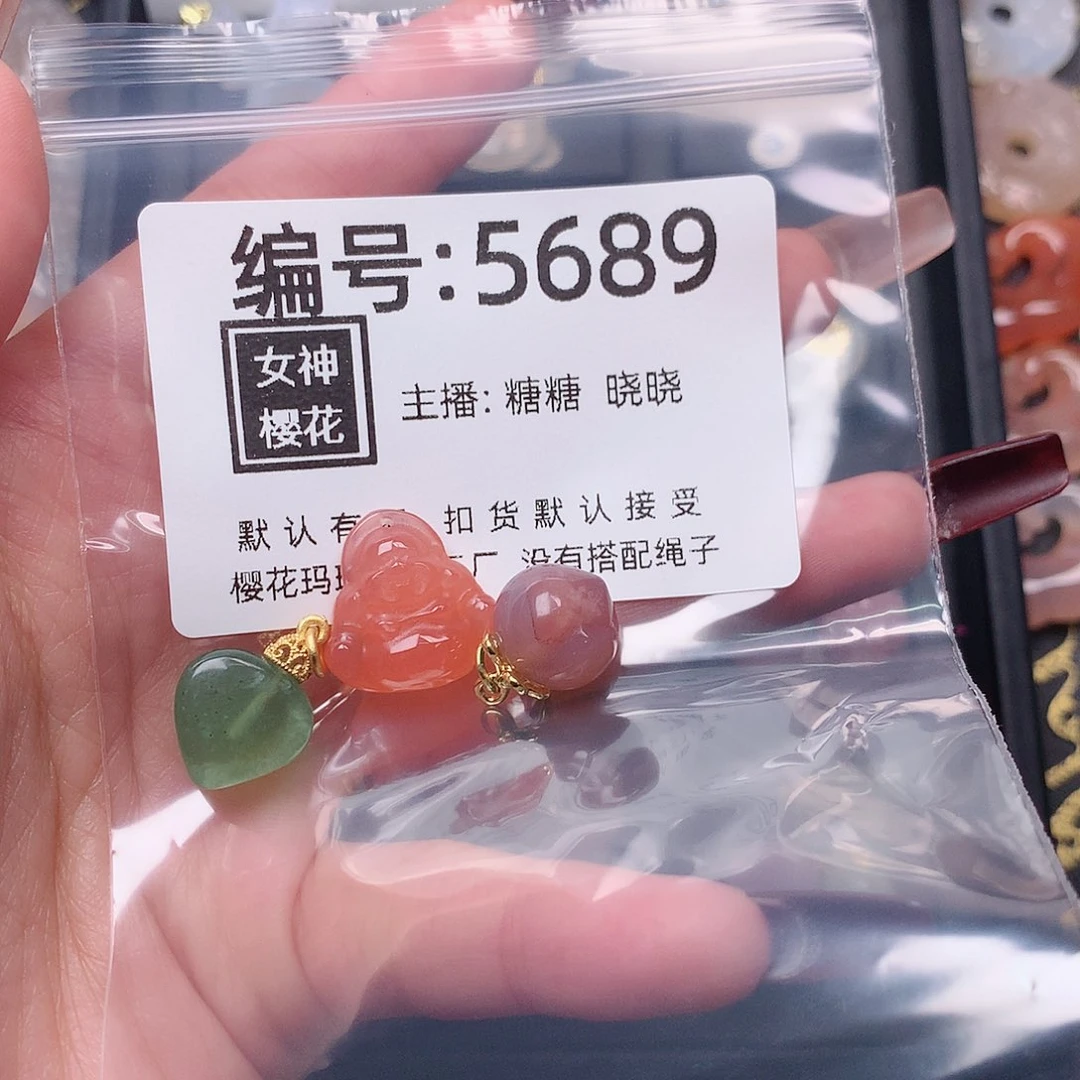 编号:5689
女神
樱花
主播: 糖糖 晓晓
默认有 扣货默认接受
樱花玛 厂 没有搭配绳子